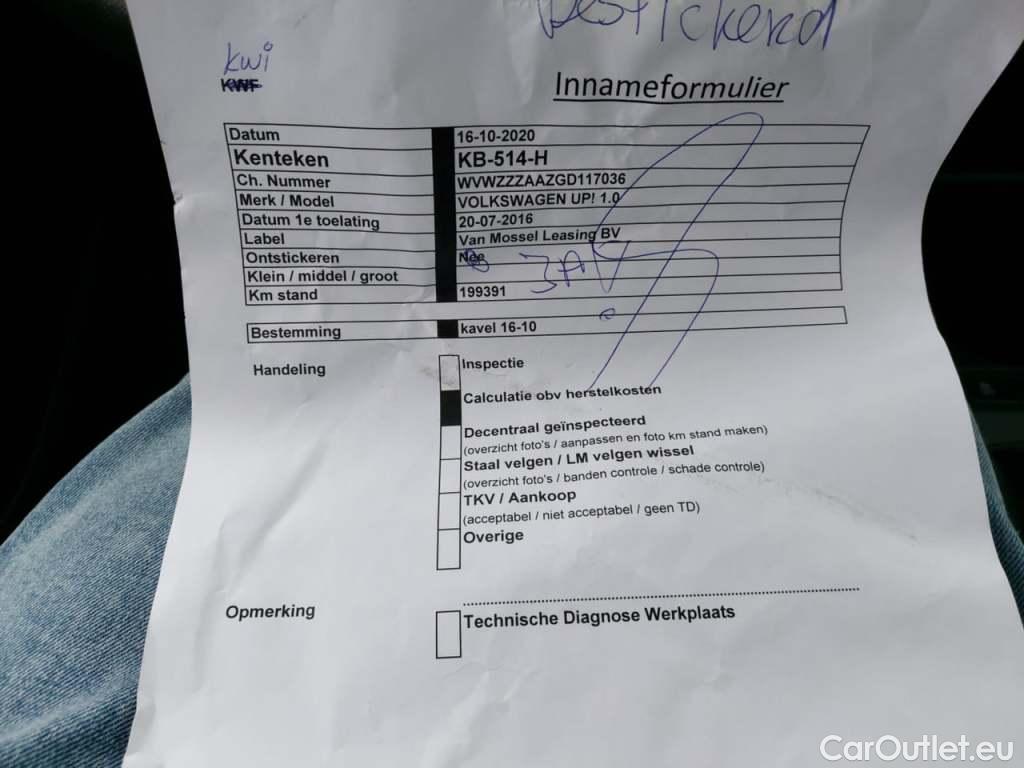 Bestickerd
kwi
KWF
Innameformulier
Datum 16-10-2020
Kenteken KB-514-H
Ch. Nummer WVWZZZAAZGD117036
Merk / Model VOLKSWAGEN UP! 1.0
Datum 1e toelating 20-07-2016
Label Van Mossel Leasing BV
Ontstickeren Nee
Klein / middel / groot
Km stand 199391
Bestemming kavel 16-10
Handeling Inspectie
Calculatie obv herstelkosten
Decentraal geïnspecteerd
(overzicht foto's / aanpassen en foto km stand maken)
Staal velgen / LM velgen wissel
(overzicht foto's / banden controle / schade controle)
TKV / Aankoop
(acceptabel / niet acceptabel / geen TD)
Overige
Opmerking Technische Diagnose Werkplaats
CarOutlet.eu